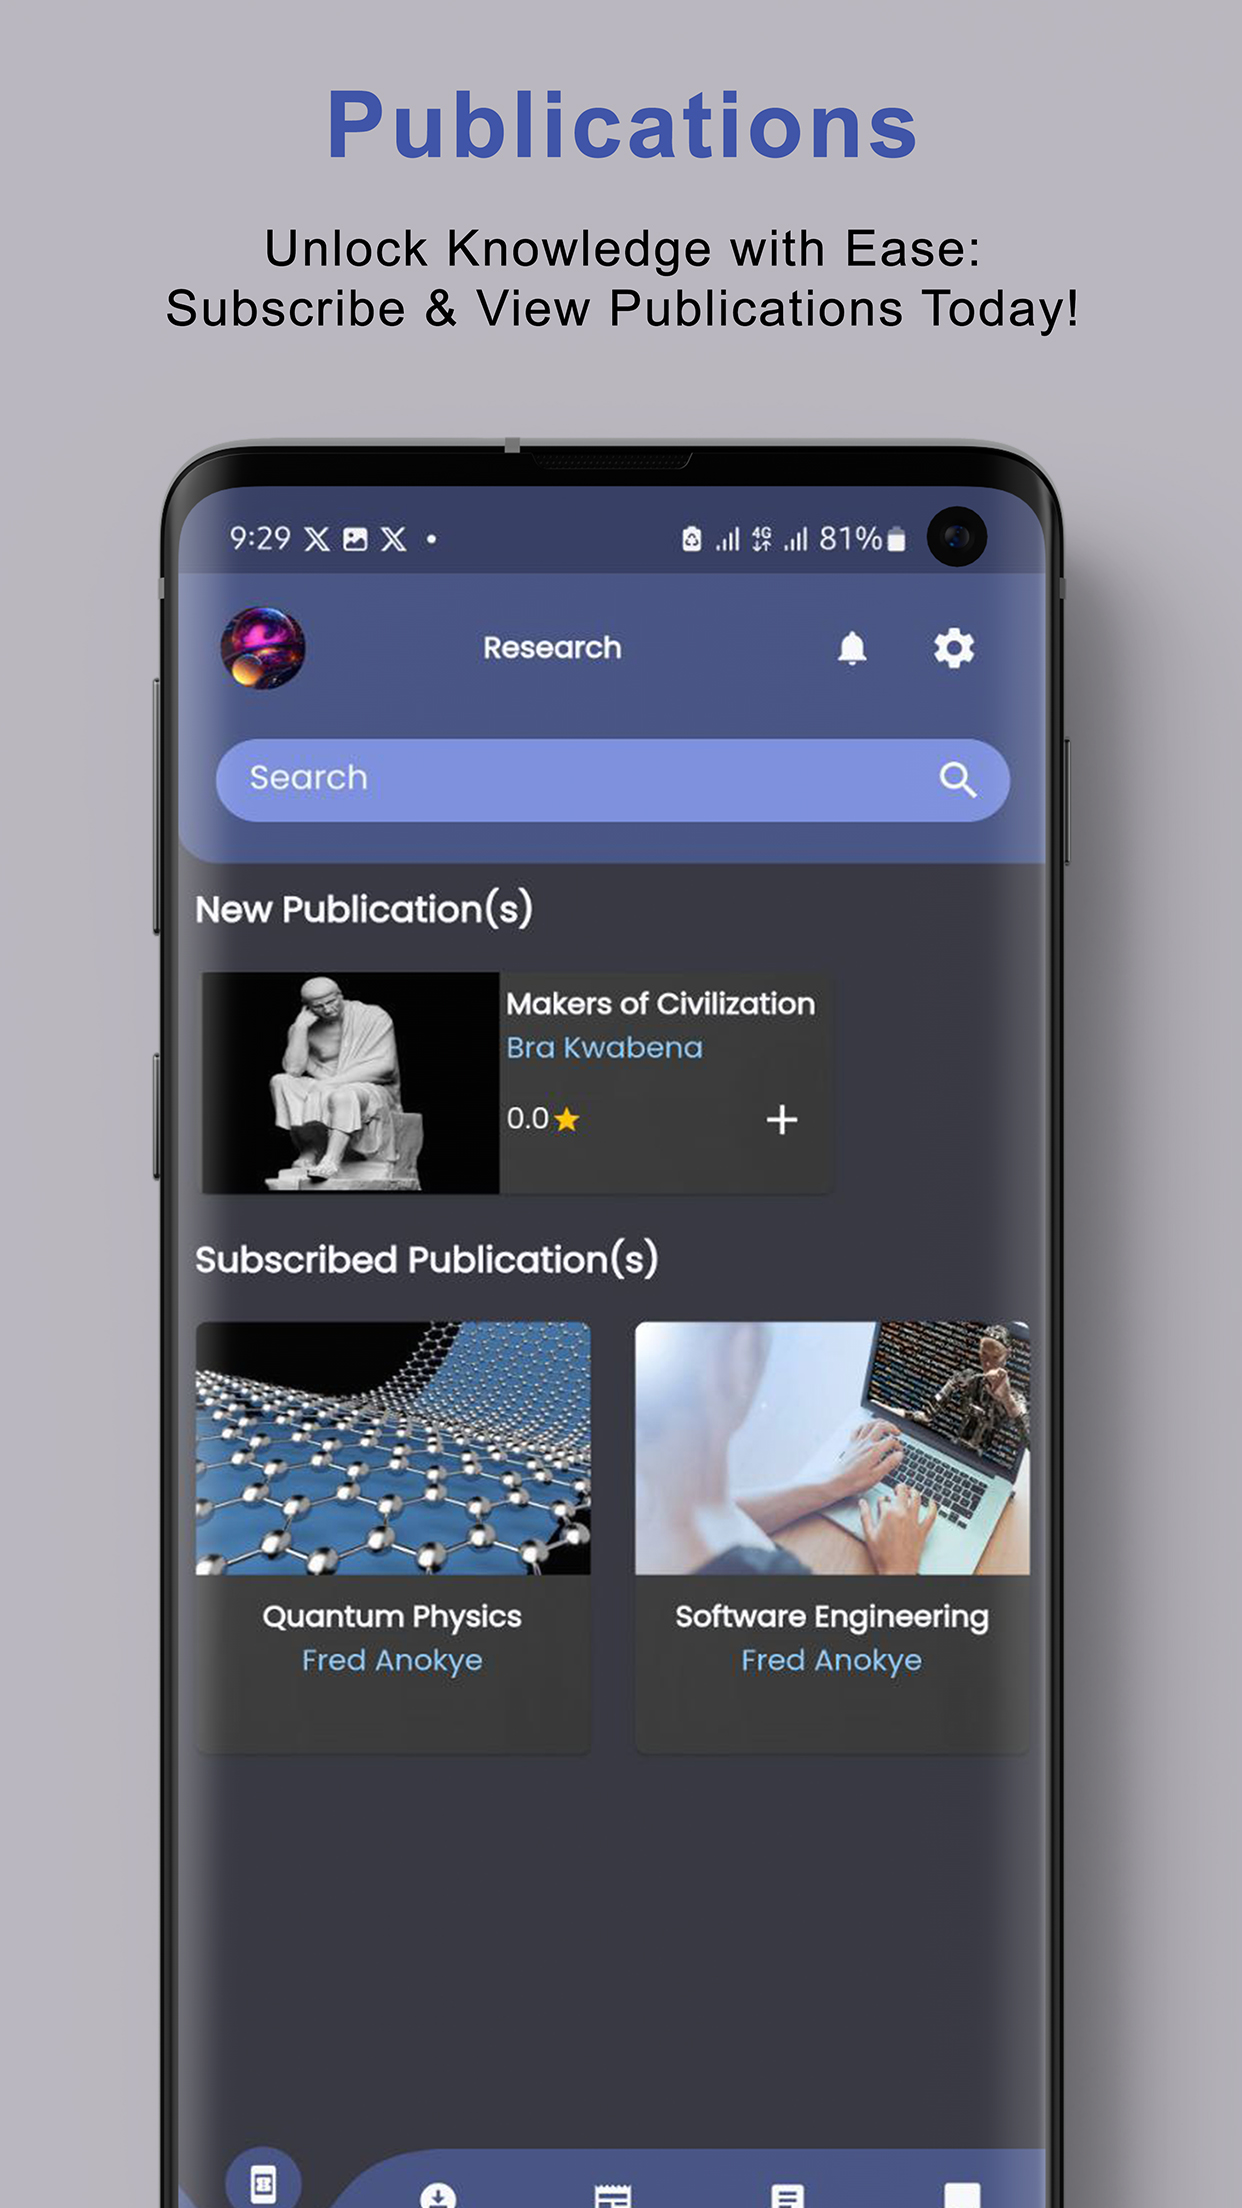 Publications
Unlock Knowledge with Ease:
Subscribe & View Publications Today!
9:29
4G
81%
Research
Search
New Publication(s)
Makers of Civilization
Bra Kwabena
0.0
Subscribed Publication(s)
Quantum Physics
Software Engineering
Fred Anokye
Fred Anokye